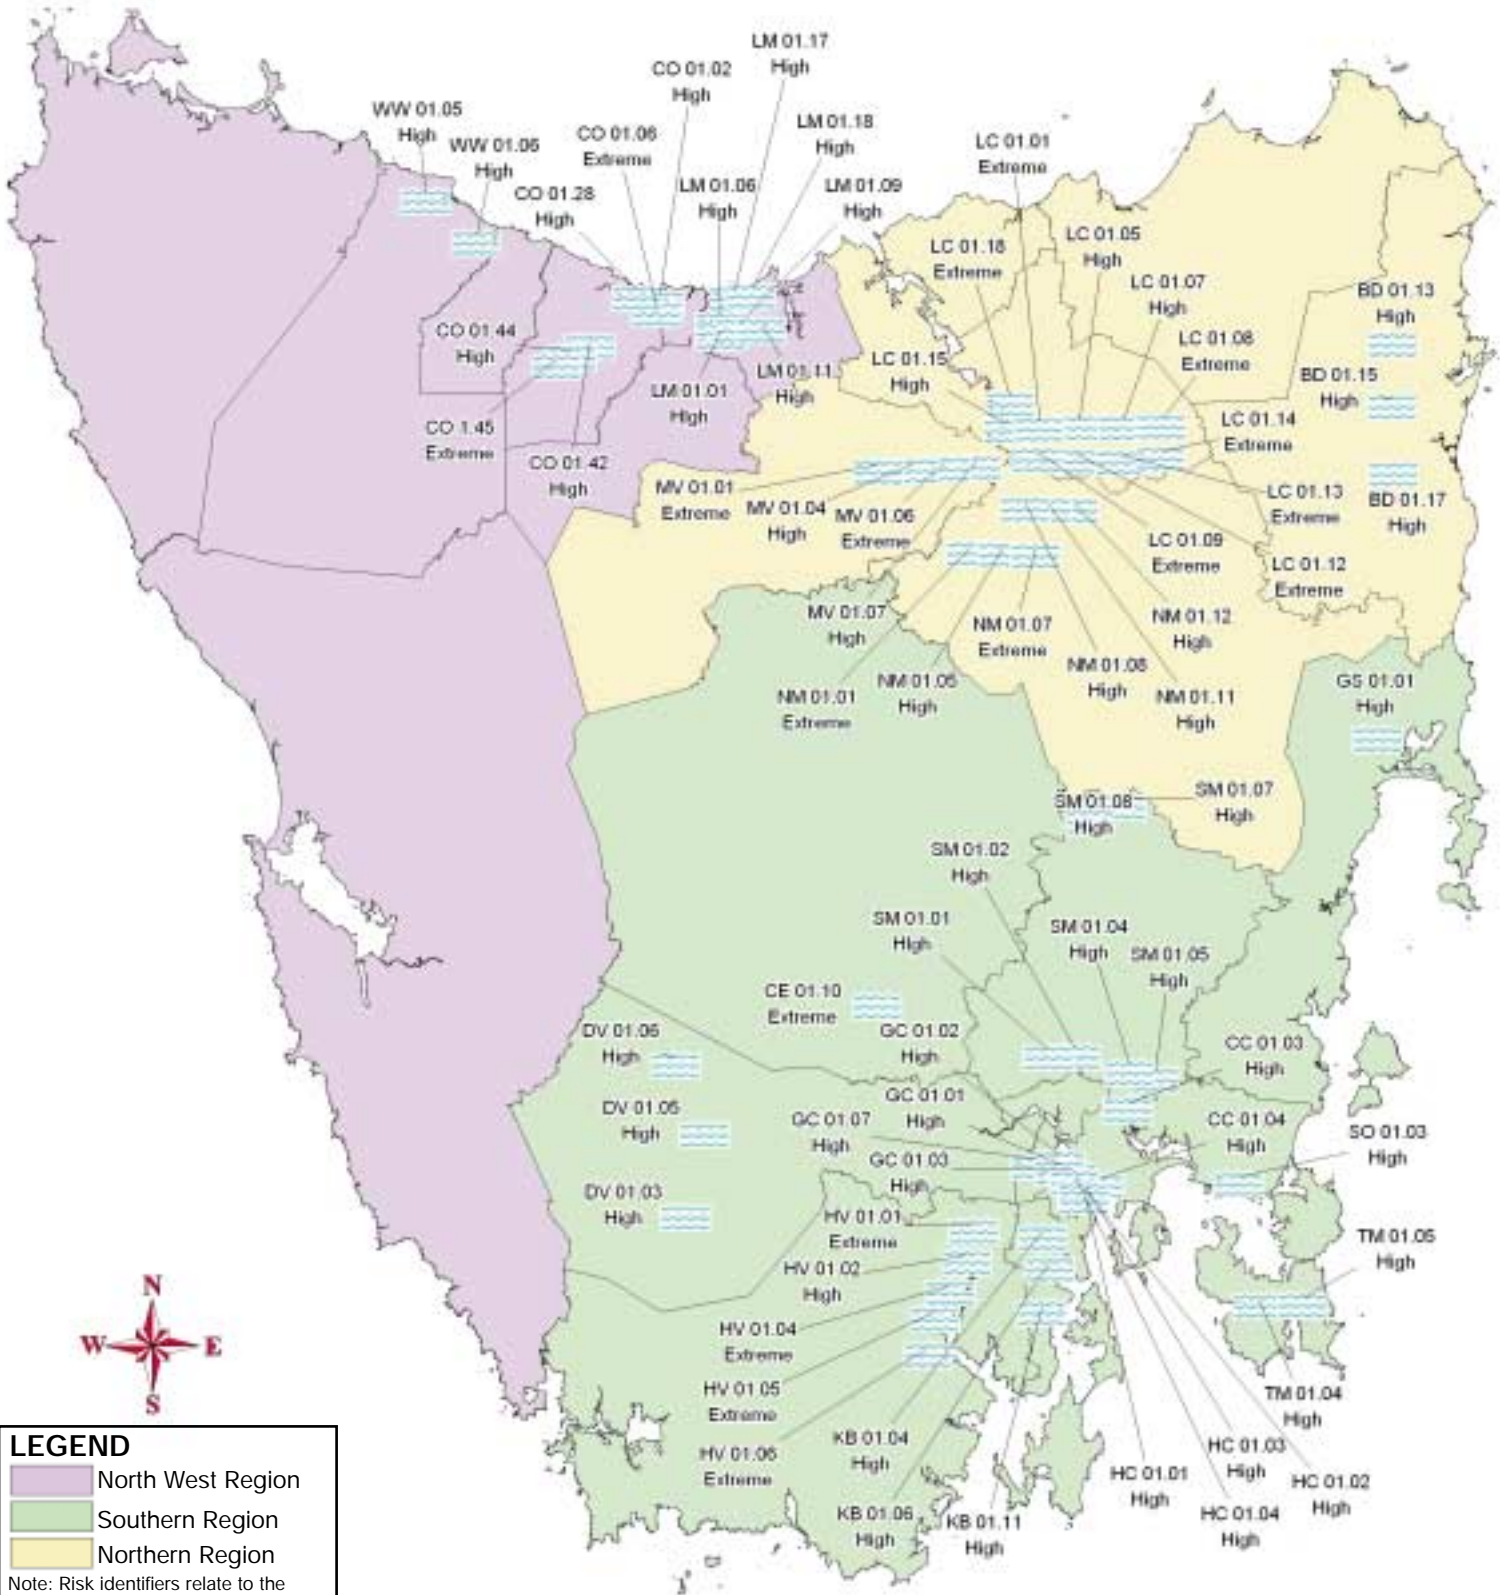 LM 01.17
High
CO 01.02
High
WW 01.05
High
WW 01.06
High
CO 01.06
Extreme
LM 01.18
High
LC 01.01
Extreme
CO 01.28
High
LM 01.06
High
LM 01.09
High
LC 01.18
Extreme
LC 01.05
High
LC 01.07
High
BD 01.13
High
CO 01.44
High
LC 01.08
Extreme
LC 01.15
High
LM 01.11
High
LM 01.01
High
BD 01.15
High
CO 1.45
Extreme
LC 01.14
Extreme
CO 01.42
High
MV 01.01
Extreme
MV 01.04
High
MV 01.06
Extreme
LC 01.13
Extreme
BD 01.17
High
LC 01.09
Extreme
LC 01.12
Extreme
MV 01.07
High
NM 01.07
Extreme
NM 01.12
High
NM 01.01
Extreme
NM 01.05
High
NM 01.08
High
NM 01.11
High
GS 01.01
High
SM 01.08
High
SM 01.07
High
SM 01.02
High
SM 01.01
High
SM 01.04
High
SM 01.05
High
CE 01.10
Extreme
DV 01.06
High
GC 01.02
High
CC 01.03
High
DV 01.05
High
GC 01.01
High
GC 01.07
High
CC 01.04
High
SO 01.03
High
GC 01.03
High
DV 01.03
High
HV 01.01
Extreme
TM 01.05
High
HV 01.02
High
HV 01.04
Extreme
HV 01.05
Extreme
TM 01.04
High
HV 01.06
Extreme
KB 01.04
High
HC 01.01
High
HC 01.03
High
HC 01.02
High
KB 01.06
High
KB 01.11
High
HC 01.04
High
N
W E
S
LEGEND
North West Region
Southern Region
Northern Region
Note: Risk identifiers relate to the